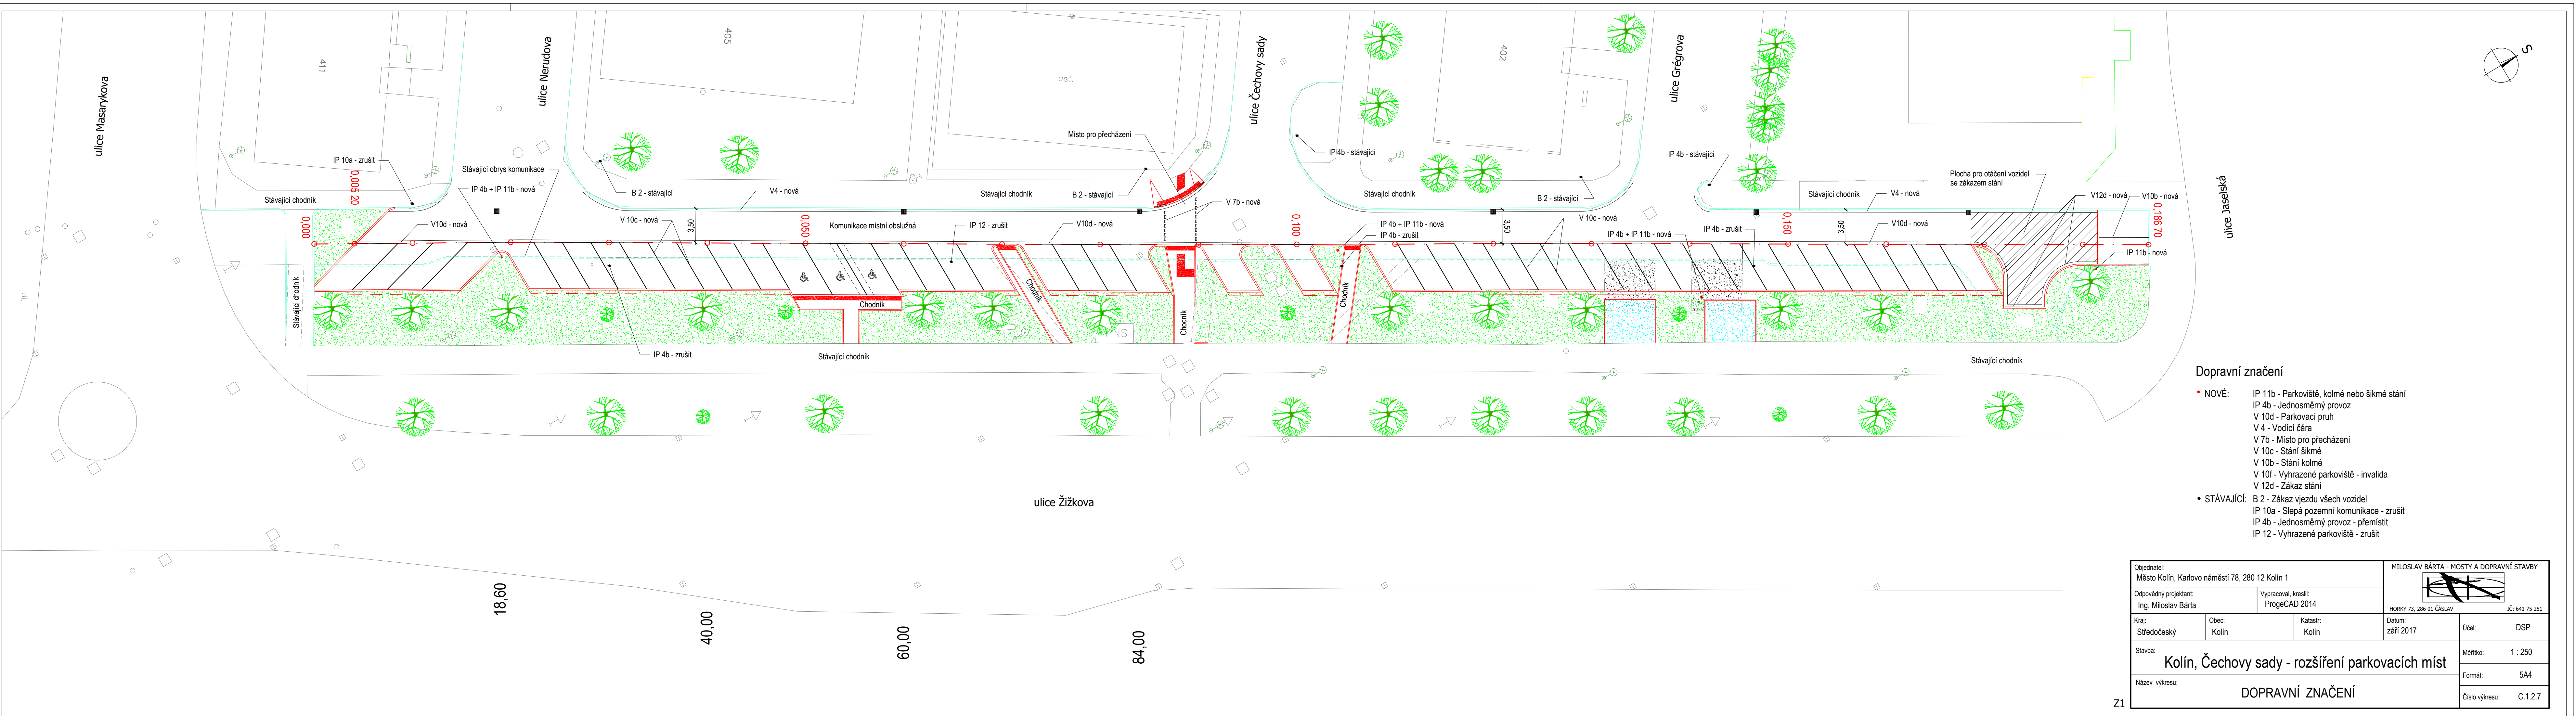 ulice Masarykova
411
ulice Nerudova
405
asf.
ulice Čechovy sady
402
ulice Grégrova
S
Místo pro přecházení
IP 10a - zrušit
Stávající obrys komunikace
IP 4b + IP 11b - nová
B 2 - stávající
V4 - nová
Stávající chodník
B 2 - stávající
IP 4b - stávající
Stávající chodník
B 2 - stávající
IP 4b - stávající
Stávající chodník
V4 - nová
Plocha pro otáčení vozidel
se zákazem stání
V12d - nová
V10b - nová
ulice Jaselská
Stávající chodník
0,005 20
0,000
V10d - nová
V 10c - nová
3,50
0,050
Komunikace místní obslužná
IP 12 - zrušit
V10d - nová
V 7b - nová
0,100
IP 4b + IP 11b - nová
IP 4b - zrušit
3,50
V 10c - nová
IP 4b + IP 11b - nová
IP 4b - zrušit
0,150
3,50
V10d - nová
0,186 70
IP 11b - nová
Stávající chodník
Chodník
Chodník
Chodník
Chodník
NS
IP 4b - zrušit
Stávající chodník
Stávající chodník
ulice Žižkova
18,60
40,00
60,00
84,00
Dopravní značení
* NOVÉ: IP 11b - Parkoviště, kolmé nebo šikmé stání
IP 4b - Jednosměrný provoz
V 10d - Parkovací pruh
V 4 - Vodící čára
V 7b - Místo pro přecházení
V 10c - Stání šikmé
V 10b - Stání kolmé
V 10f - Vyhrazené parkoviště - invalida
V 12d - Zákaz stání
* STÁVAJÍCÍ: B 2 - Zákaz vjezdu všech vozidel
IP 10a - Slepá pozemní komunikace - zrušit
IP 4b - Jednosměrný provoz - přemístit
IP 12 - Vyhrazené parkoviště - zrušit
Objednatel:
Město Kolín, Karlovo náměstí 78, 280 12 Kolín 1
MILOSLAV BÁRTA - MOSTY A DOPRAVNÍ STAVBY
HORKY 73, 286 01 ČÁSLAV IČ: 641 75 251
Odpovědný projektant:
Ing. Miloslav Bárta
Vypracoval, kreslil:
ProgeCAD 2014
Kraj:
Středočeský
Obec:
Kolín
Katastr:
Kolín
Datum:
září 2017
Účel: DSP
Stavba:
Kolín, Čechovy sady - rozšíření parkovacích míst
Měřítko: 1 : 250
Formát: 5A4
Název výkresu:
DOPRAVNÍ ZNAČENÍ
Číslo výkresu: C.1.2.7
Z1